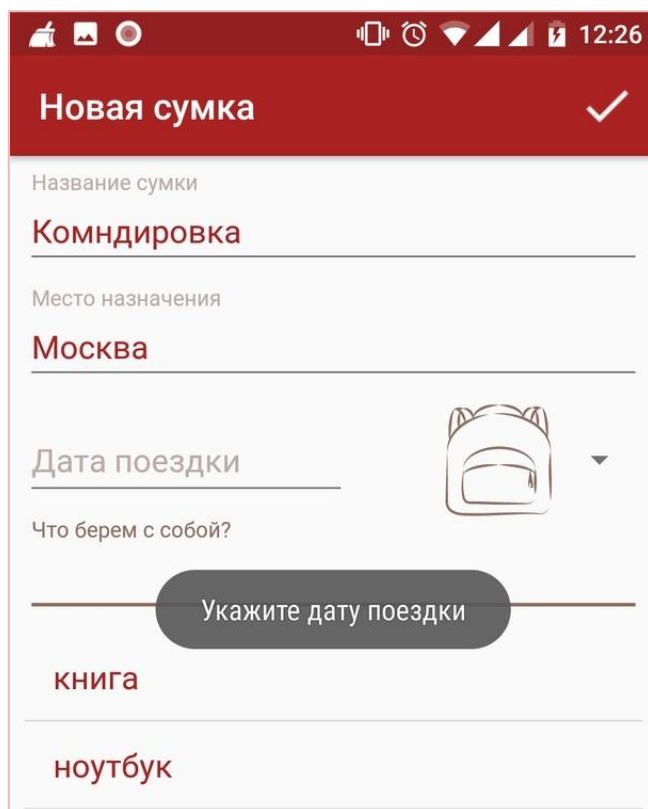 12:26
Новая сумка
Название сумки
Комндировка
Место назначения
Москва
Дата поездки
Что берем с собой?
Укажите дату поездки
книга
ноутбук